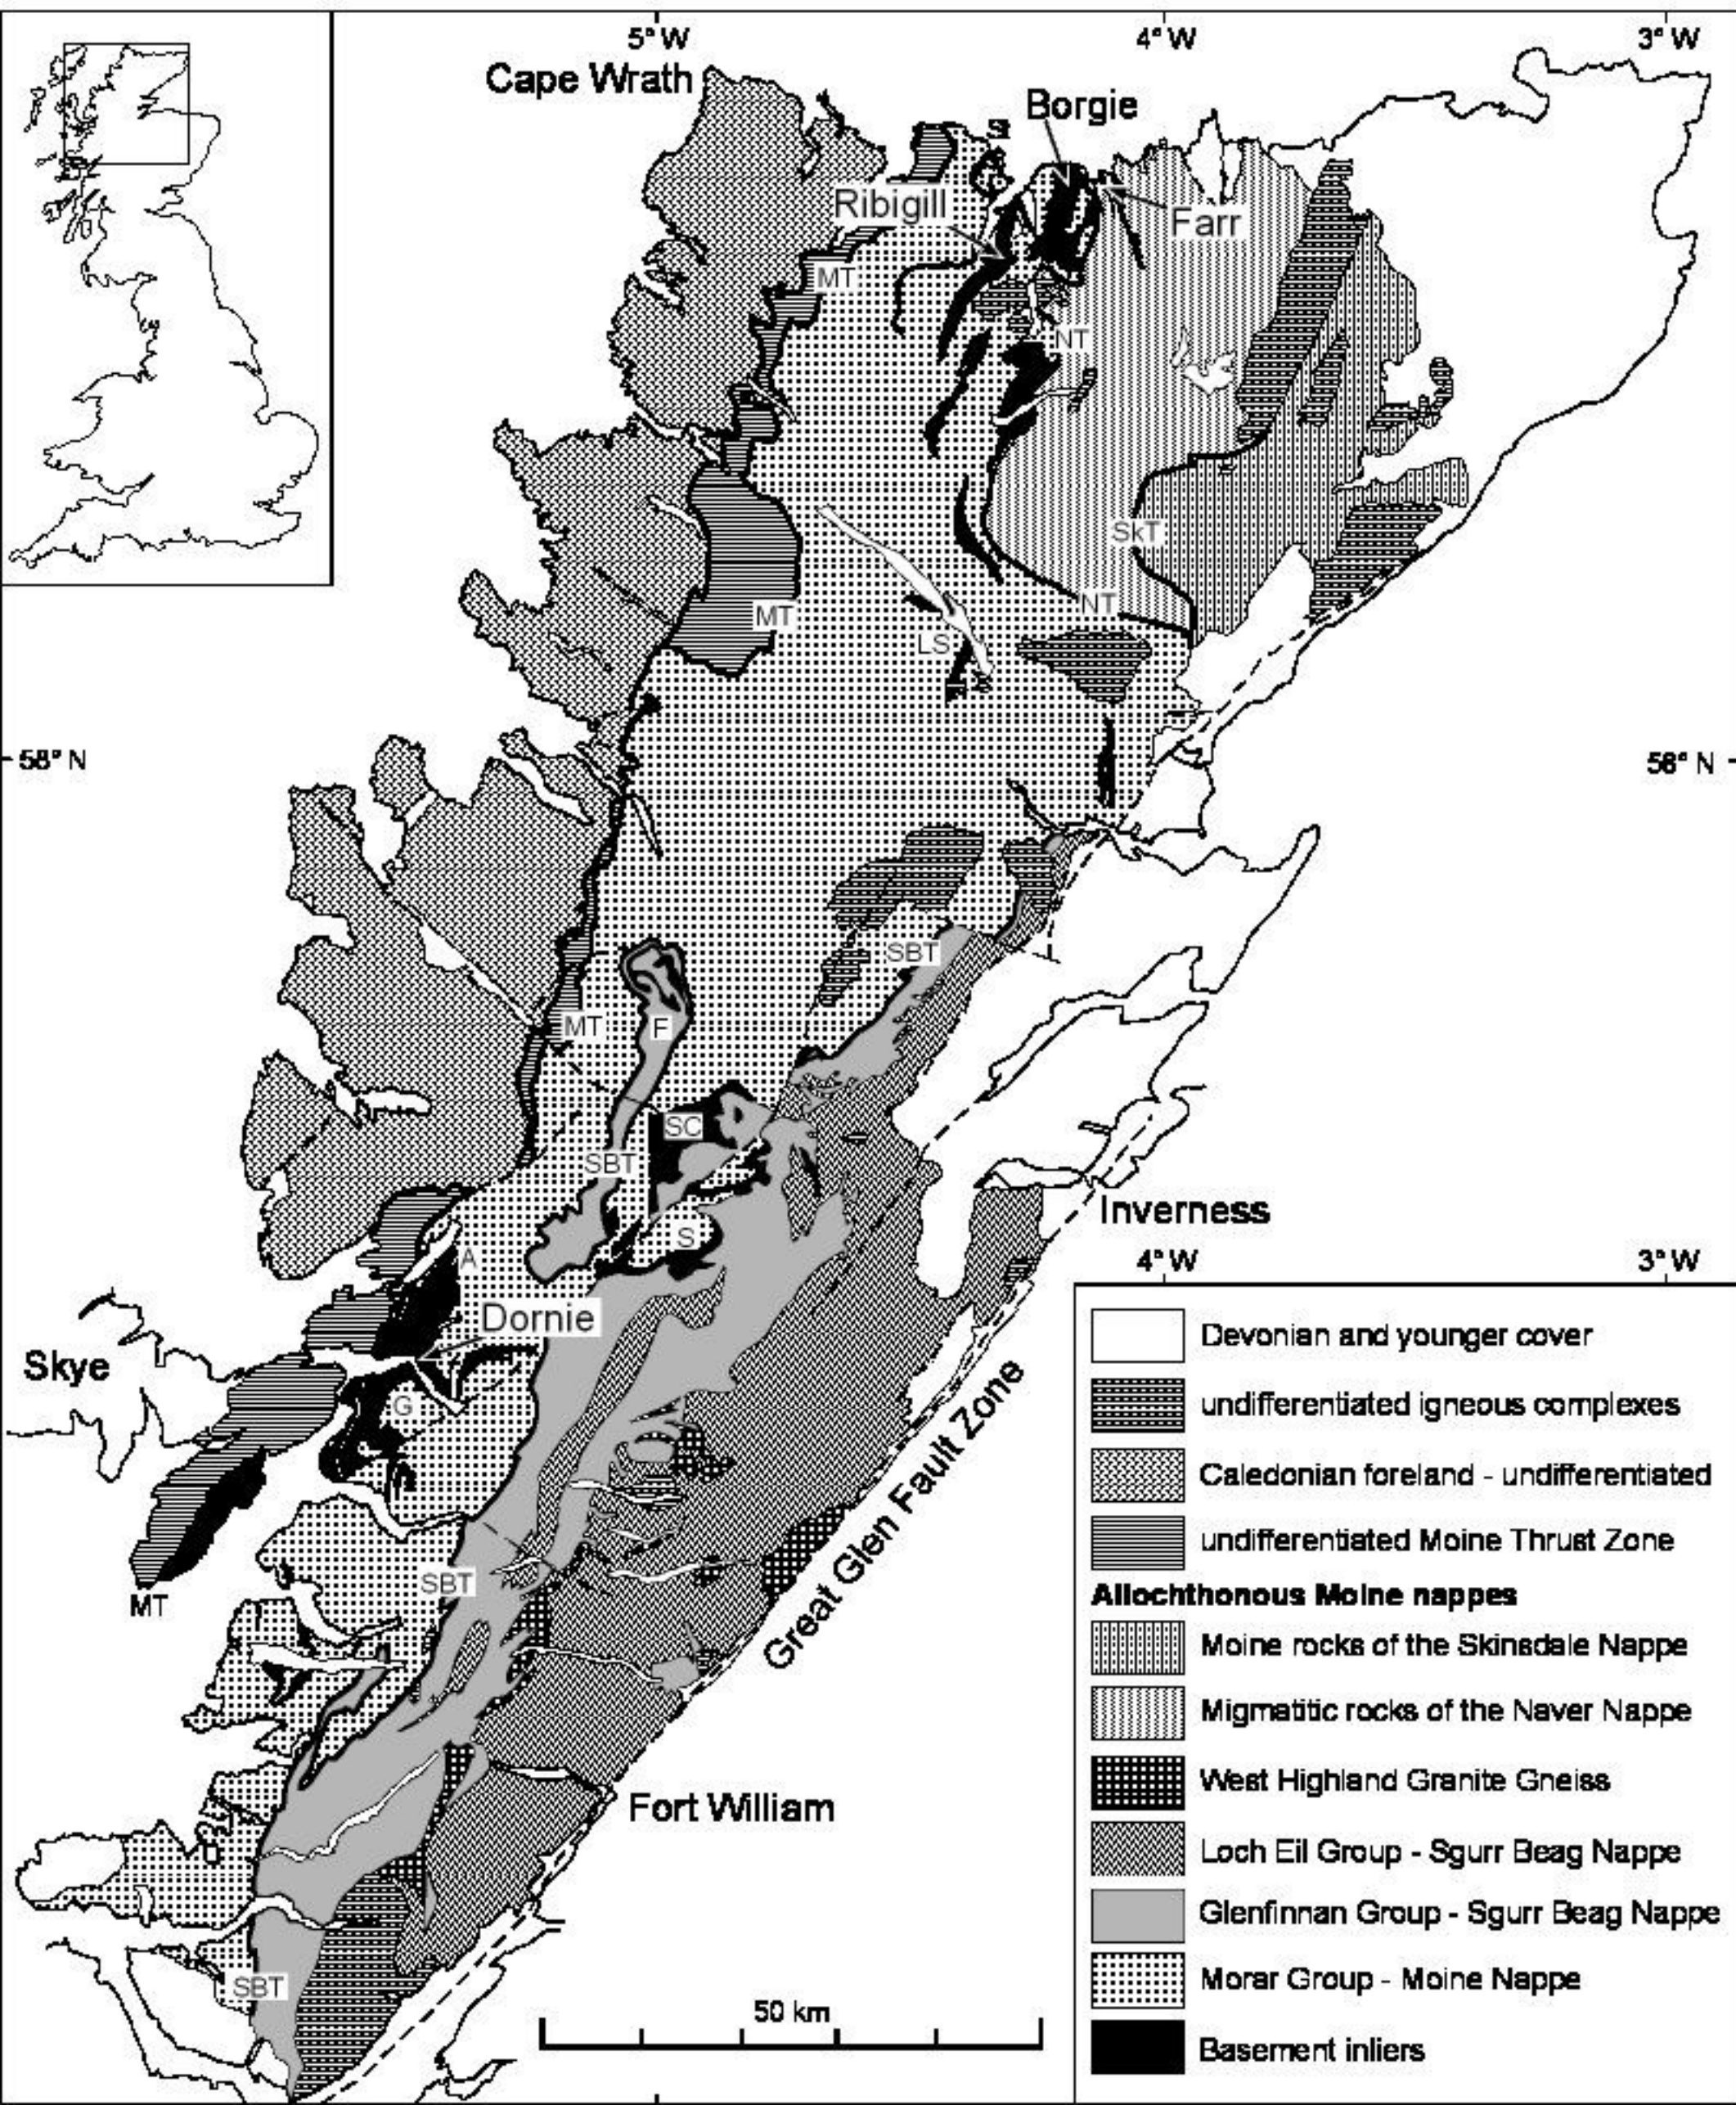 5° W
4° W
3° W
Cape Wrath
Borgie
Ribigill
Farr
MT
NT
SkT
NT
MT
LS
58° N
58° N
SBT
MT
F
SC
SBT
S
Inverness
A
4° W
3° W
Dornie
Skye
G
Great Glen Fault Zone
SBT
MT
Fort William
SBT
50 km
Devonian and younger cover
undifferentiated igneous complexes
Caledonian foreland - undifferentiated
undifferentiated Moine Thrust Zone
Allochthonous Moine nappes
Moine rocks of the Skinsdale Nappe
Migmatitic rocks of the Naver Nappe
West Highland Granite Gneiss
Loch Eil Group - Sgurr Beag Nappe
Glenfinnan Group - Sgurr Beag Nappe
Morar Group - Moine Nappe
Basement inliers